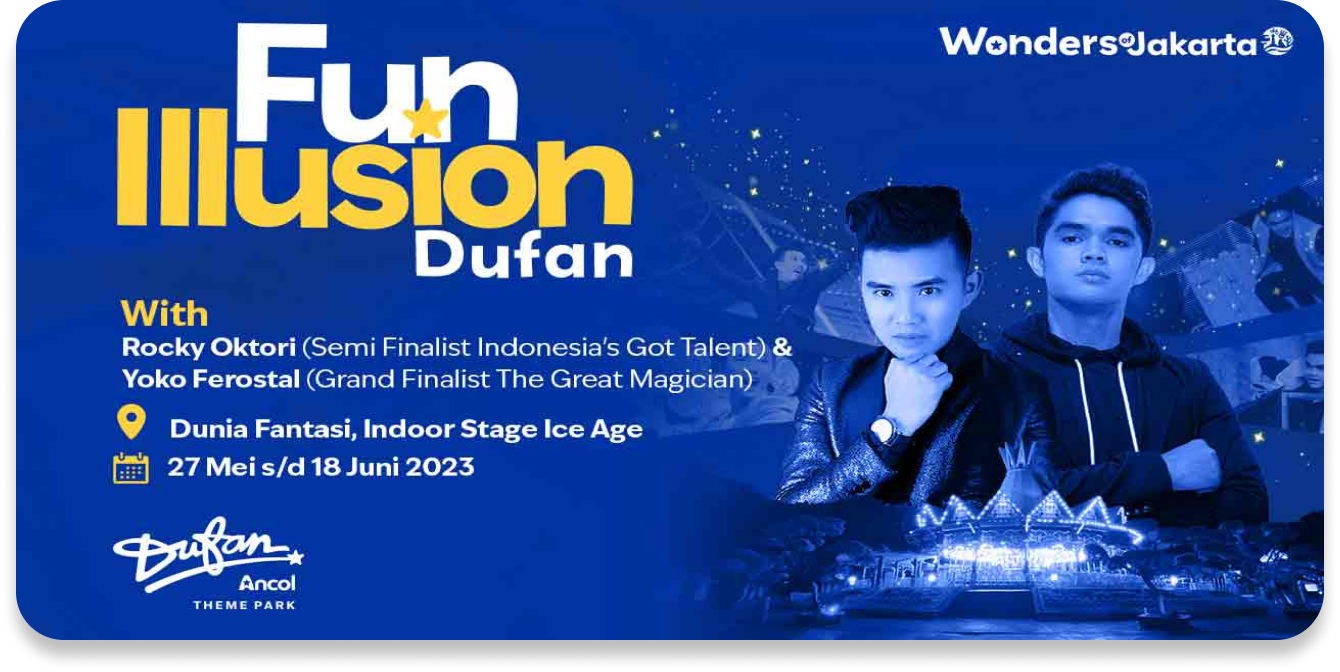 Fun
Illusion
Dufan
Wonders of Jakarta
With
Rocky Oktori (Semi Finalist Indonesia's Got Talent) &
Yoko Ferostal (Grand Finalist The Great Magician)
Dunia Fantasi, Indoor Stage Ice Age
27 Mei s/d 18 Juni 2023
Dufan
Ancol
THEME PARK